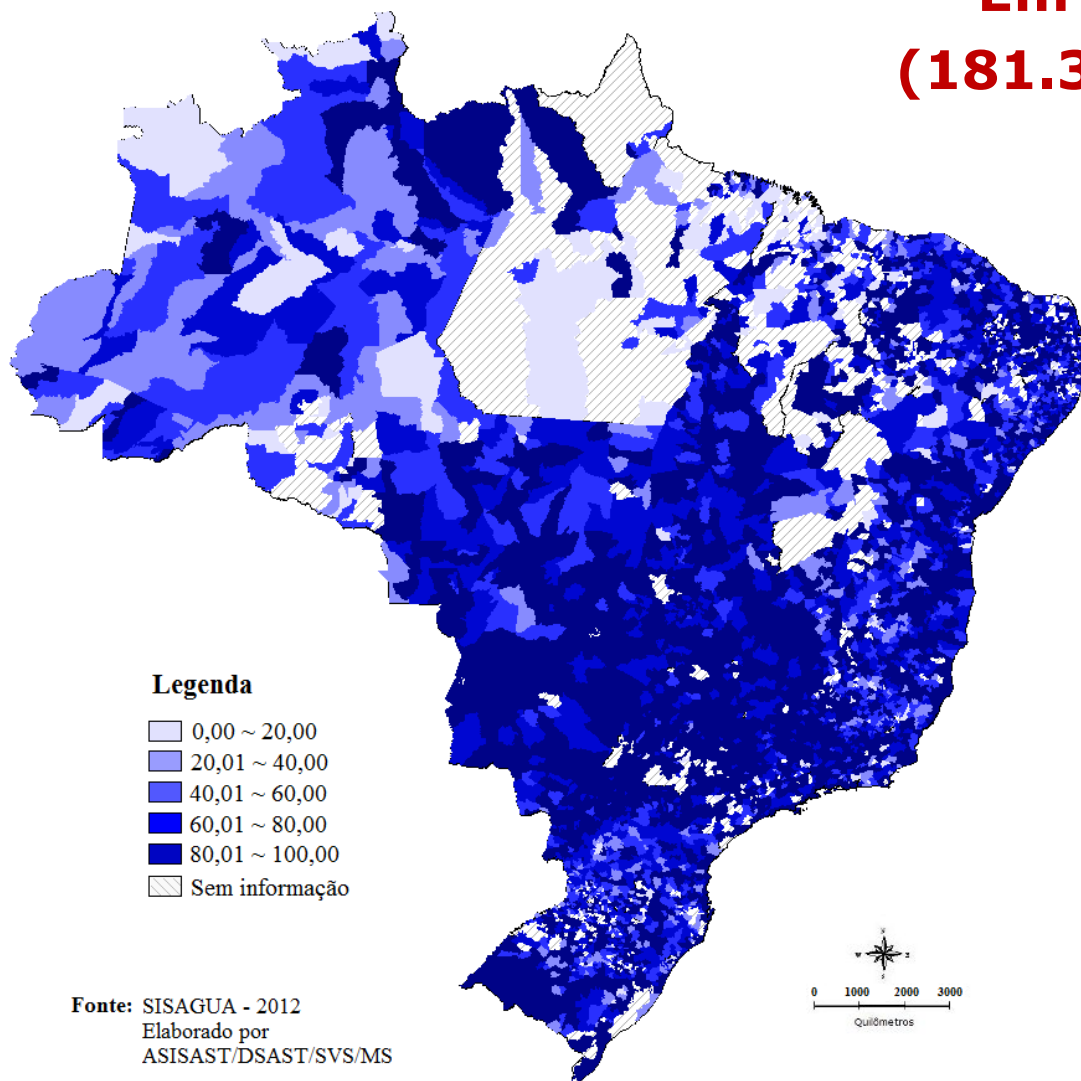 Em
(181.3
Legenda
0,00 ~ 20,00
20,01 ~ 40,00
40,01 ~ 60,00
60,01 ~ 80,00
80,01 ~ 100,00
Sem informação
Fonte: SISAGUA - 2012
Elaborado por
ASISAST/DSAST/SVS/MS
0 1000 2000 3000
Quilômetros